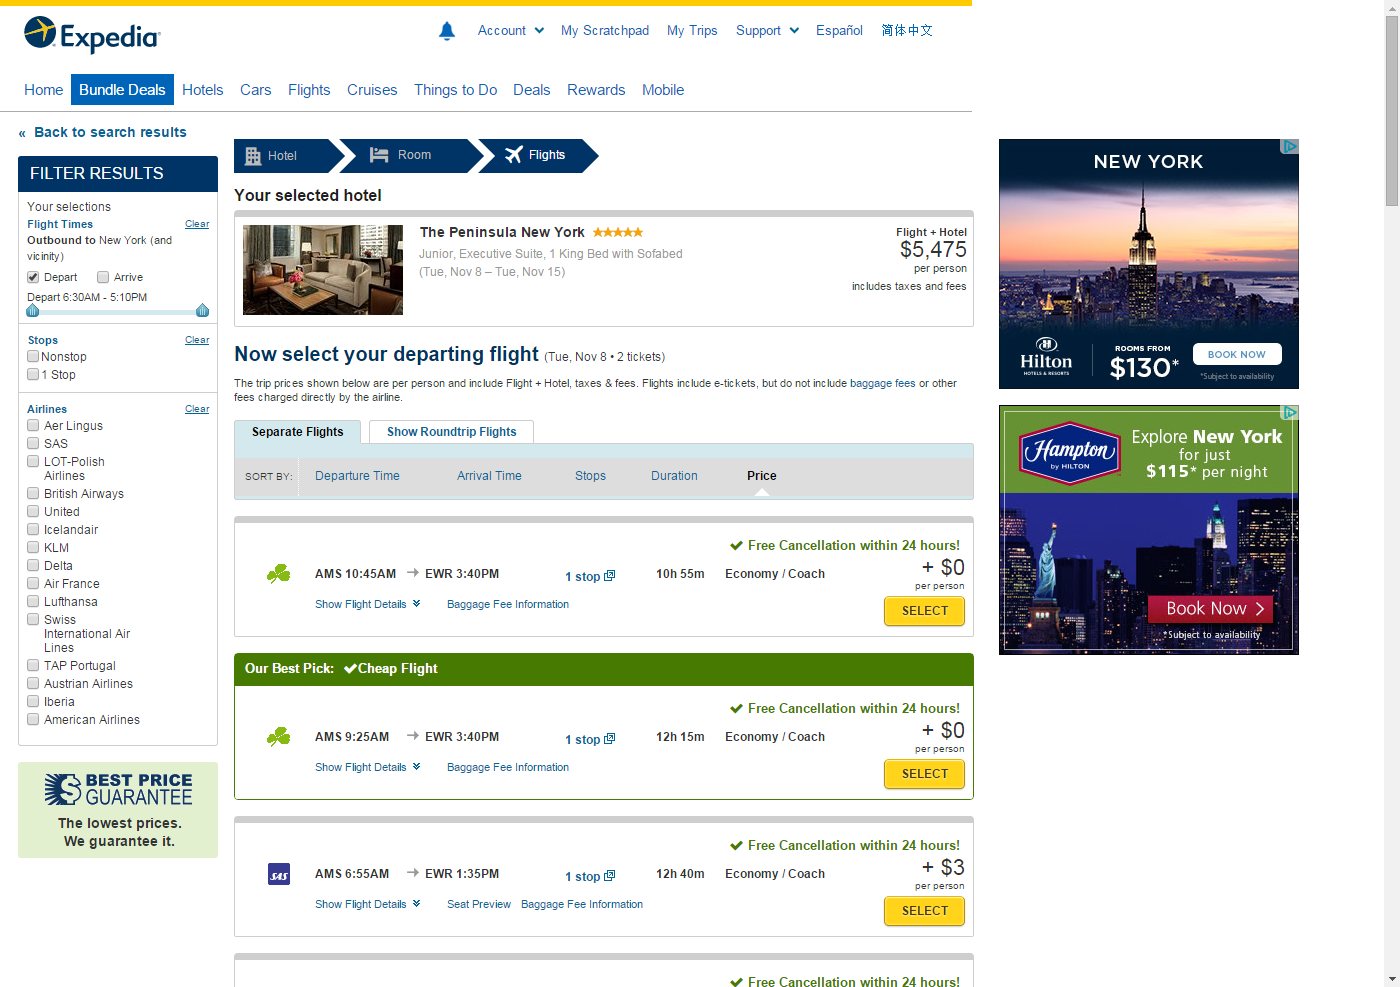 Expedia
Account
My Scratchpad
My Trips
Support
Español
简体中文
Home
Bundle Deals
Hotels
Cars
Flights
Cruises
Things to Do
Deals
Rewards
Mobile
« Back to search results
FILTER RESULTS
Your selections
Flight Times Clear
Outbound to New York (and
vicinity)
Depart Arrive
Depart 6:30AM - 5:10PM
Stops Clear
Nonstop
1 Stop
Airlines Clear
Aer Lingus
SAS
LOT-Polish
Airlines
British Airways
United
Icelandair
KLM
Delta
Air France
Lufthansa
Swiss
International Air
Lines
TAP Portugal
Austrian Airlines
Iberia
American Airlines
BEST PRICE
GUARANTEE
The lowest prices.
We guarantee it.
Hotel
Room
Flights
Your selected hotel
The Peninsula New York
Junior, Executive Suite, 1 King Bed with Sofabed
(Tue, Nov 8 – Tue, Nov 15)
Flight + Hotel
$5,475
per person
includes taxes and fees
Now select your departing flight (Tue, Nov 8 • 2 tickets)
The trip prices shown below are per person and include Flight + Hotel, taxes & fees. Flights include e-tickets, but do not include baggage fees or other
fees charged directly by the airline.
Separate Flights
Show Roundtrip Flights
SORT BY: Departure Time Arrival Time Stops Duration Price
Free Cancellation within 24 hours!
AMS 10:45AM → EWR 3:40PM 1 stop 10h 55m Economy / Coach + $0
per person
Show Flight Details Baggage Fee Information
SELECT
Our Best Pick: Cheap Flight
Free Cancellation within 24 hours!
AMS 9:25AM → EWR 3:40PM 1 stop 12h 15m Economy / Coach + $0
per person
Show Flight Details Baggage Fee Information
SELECT
Free Cancellation within 24 hours!
SAS
AMS 6:55AM → EWR 1:35PM 1 stop 12h 40m Economy / Coach + $3
per person
Show Flight Details Seat Preview Baggage Fee Information
SELECT
Free Cancellation within 24 hours!
NEW YORK
Hilton
HOTELS & RESORTS
ROOMS FROM
$130*
BOOK NOW
*Subject to availability
Hampton
BY HILTON
Explore New York
for just
$115* per night
Book Now
*Subject to availability